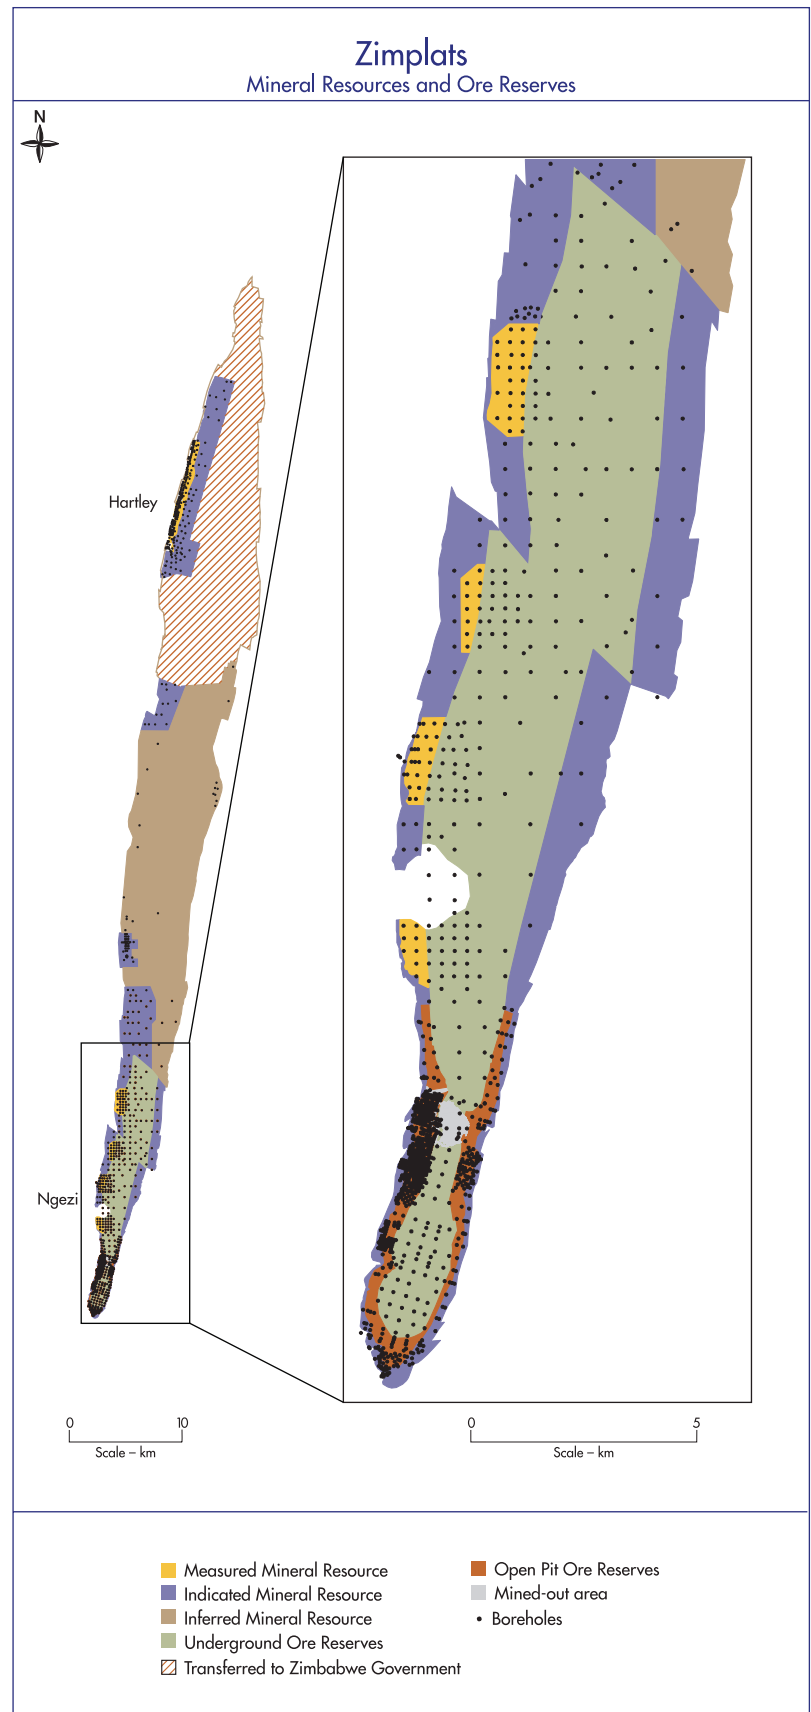 Zimplats
Mineral Resources and Ore Reserves
N
Hartley
Ngezi
0 10
Scale – km
0 5
Scale – km
Measured Mineral Resource
Indicated Mineral Resource
Inferred Mineral Resource
Underground Ore Reserves
Transferred to Zimbabwe Government
Open Pit Ore Reserves
Mined-out area
Boreholes